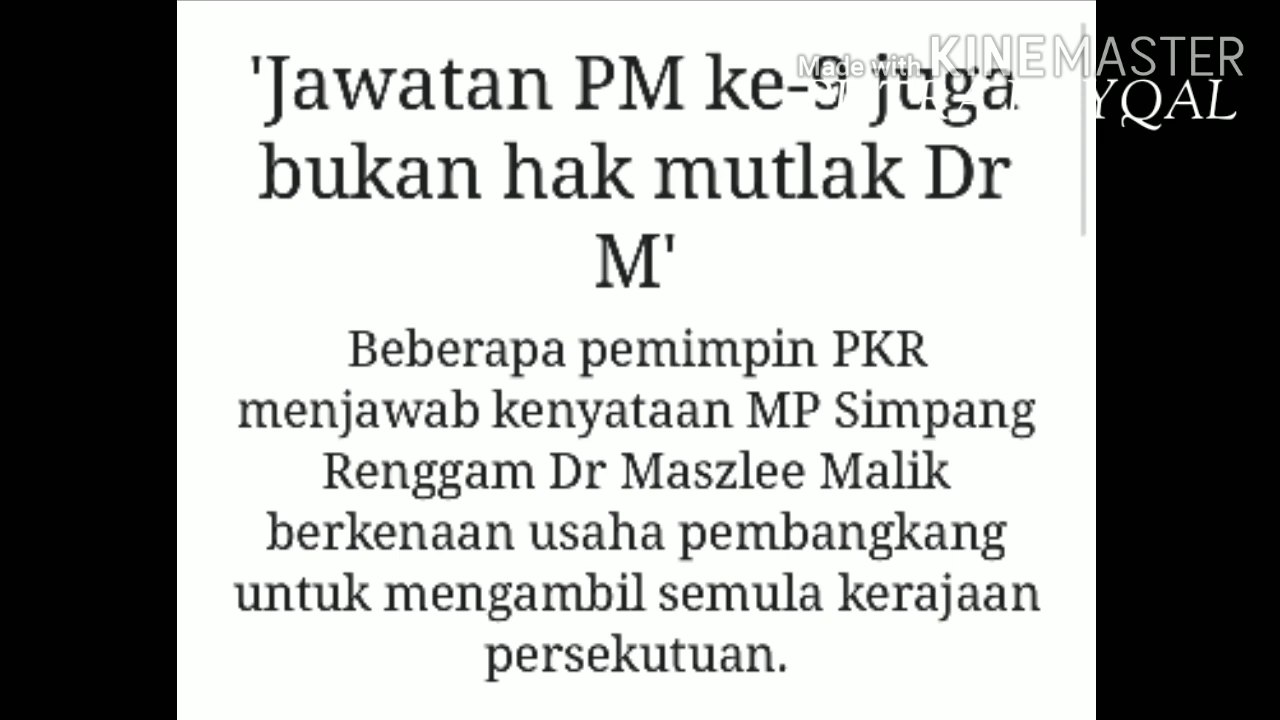 'Jawatan PM ke-9 juga
bukan hak mutlak Dr
M'
Beberapa pemimpin PKR
menjawab kenyataan MP Simpang
Renggam Dr Maszlee Malik
berkenaan usaha pembangkang
untuk mengambil semula kerajaan
persekutuan.
Made with KINEMASTER